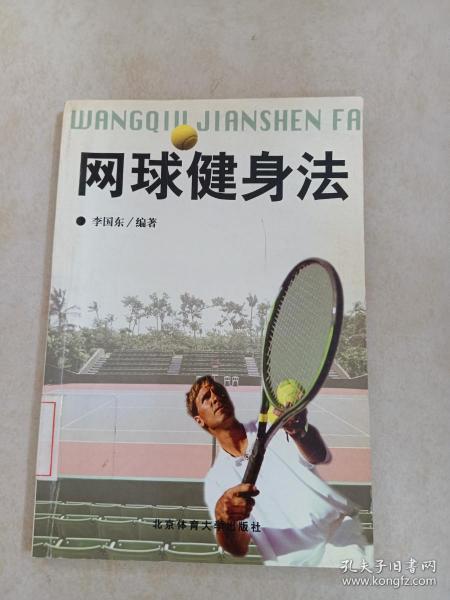 WANGQIU JIANSHEN FA
网球健身法
李国东/编著
北京体育大学出版社
孔夫子旧书网
www.kongfz.com